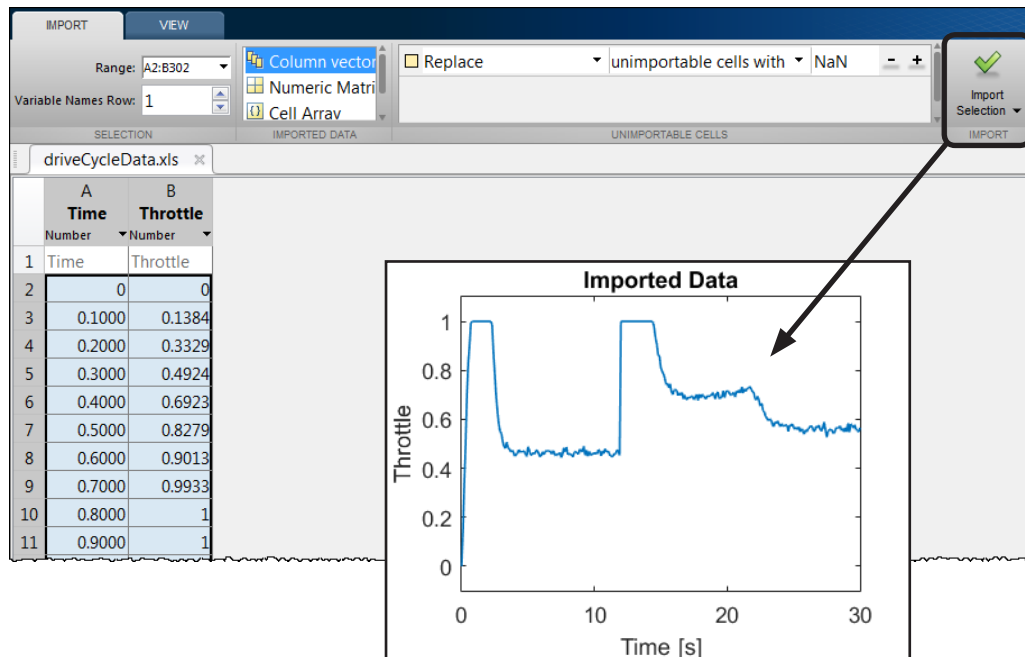 IMPORT VIEW
Range: A2:B302
Variable Names Row: 1
SELECTION
Column vector
Numeric Matri
Cell Array
IMPORTED DATA
Replace unimportable cells with NaN - +
UNIMPORTABLE CELLS
Import
Selection
IMPORT
driveCycleData.xls
A B
Time Throttle
Number Number
1 Time Throttle
2 0 0
3 0.1000 0.1384
4 0.2000 0.3329
5 0.3000 0.4924
6 0.4000 0.6923
7 0.5000 0.8279
8 0.6000 0.9013
9 0.7000 0.9933
10 0.8000 1
11 0.9000 1
Imported Data
Throttle
1
0.8
0.6
0.4
0.2
0
0 10 20 30
Time [s]